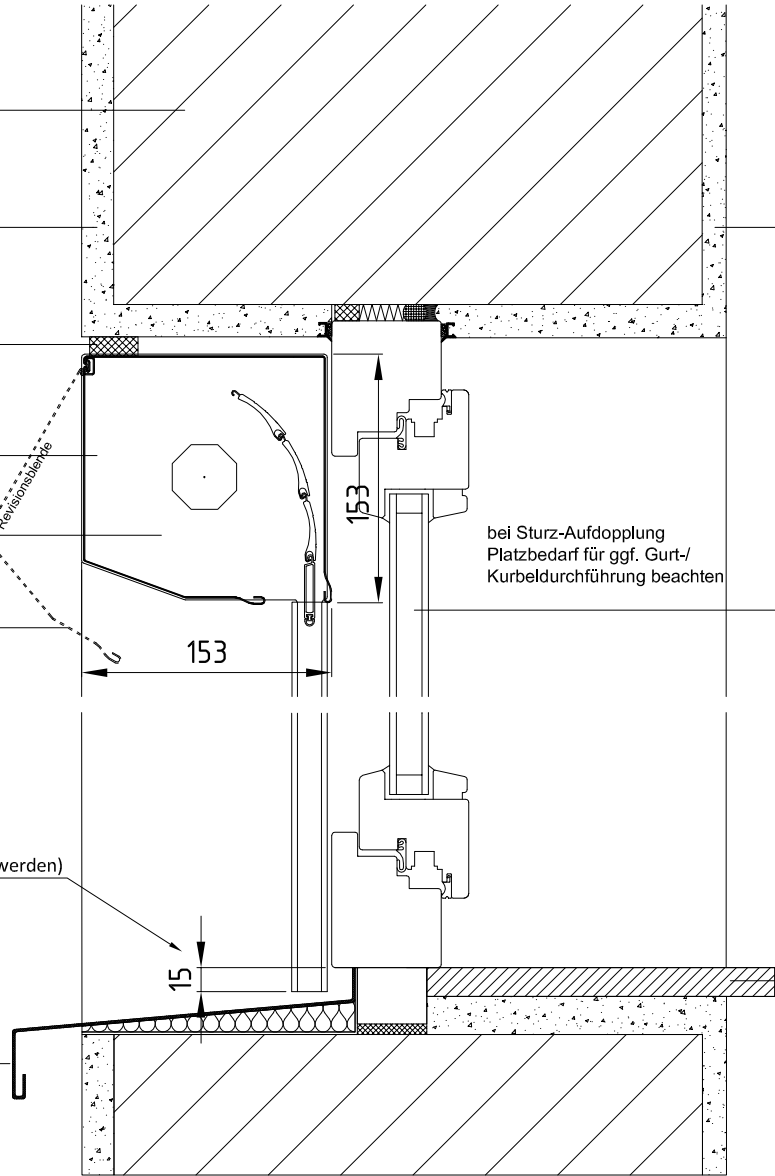 Revisionsblende
153
bei Sturz-Aufdopplung
Platzbedarf für ggf. Gurt-/
Kurbeldurchführung beachten
153
werden)
15